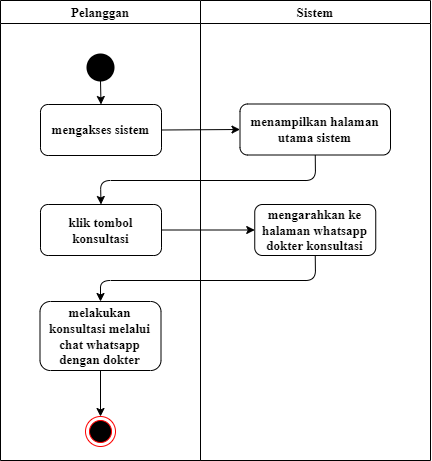 Pelanggan
Sistem
mengakses sistem
menampilkan halaman
utama sistem
klik tombol
konsultasi
mengarahkan ke
halaman whatsapp
dokter konsultasi
melakukan
konsultasi melalui
chat whatsapp
dengan dokter